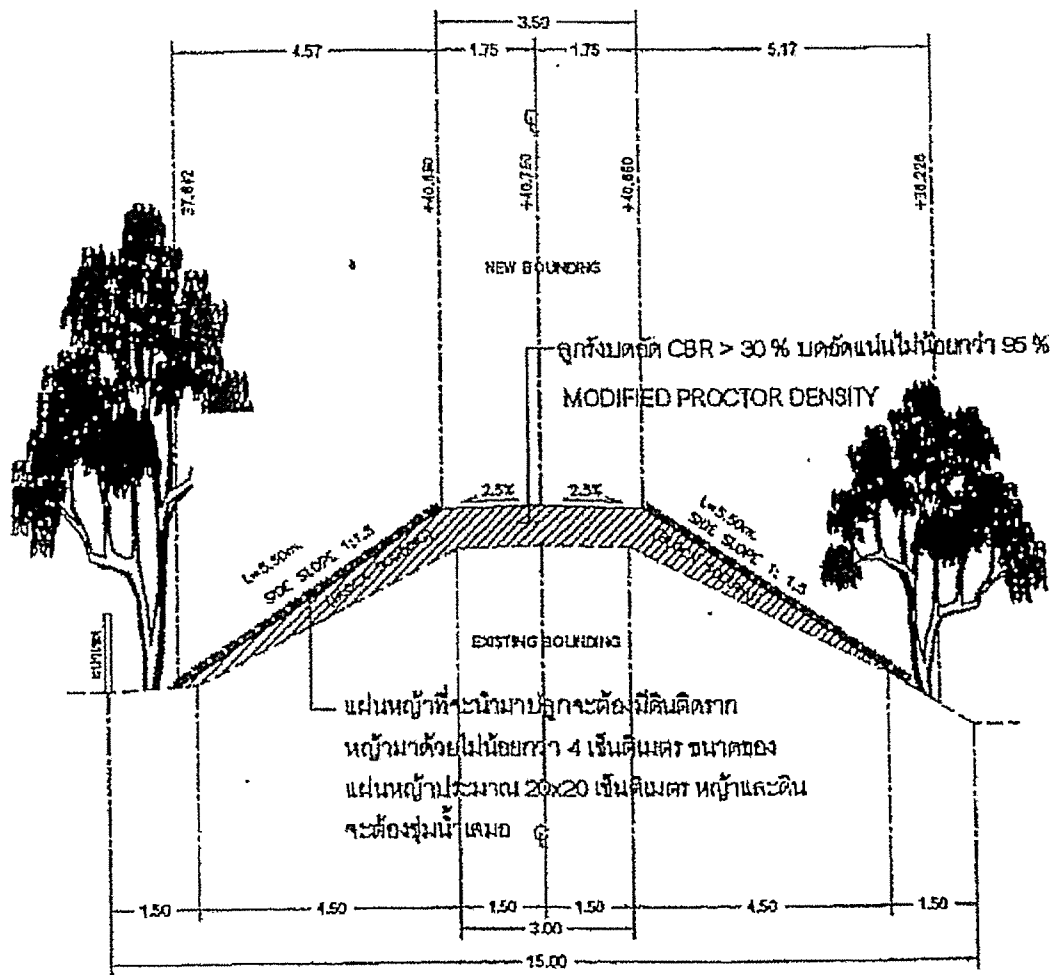 3.50
4.57 1.75 1.75 5.17
+40.750
NEW BOUNDING
ลูกรังบดอัด CBR > 30 % บดอัดแน่นไม่น้อยกว่า 95 %
MODIFIED PROCTOR DENSITY
2.5% 2.5%
L=5.50m. L=5.50m.
SIDE SLOPE 1:1.5 SIDE SLOPE 1: 1.5
EXISTING BOUNDING
แผ่นหญ้าที่จะนำมาปลูกจะต้องมีดินติดราก
หญ้ามาด้วยไม่น้อยกว่า 4 เซ็นติเมตร ขนาดของ
แผ่นหญ้าประมาณ 20x20 เซ็นติเมตร หญ้าและดิน
จะต้องชุ่มน้ำเสมอ
1.50 4.50 1.50 1.50 4.50 1.50
3.00
15.00